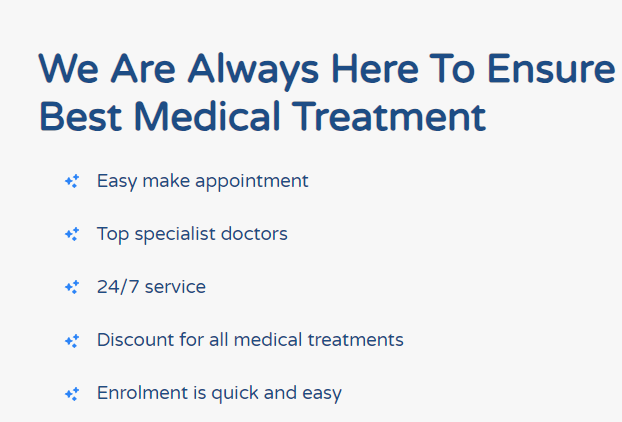 We Are Always Here To Ensure
Best Medical Treatment
Easy make appointment
Top specialist doctors
24/7 service
Discount for all medical treatments
Enrolment is quick and easy